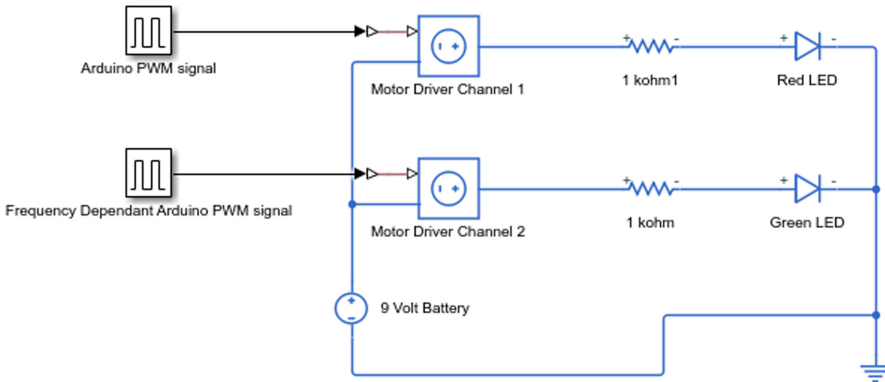 Arduino PWM signal
Motor Driver Channel 1
1 kohm1
Red LED
Frequency Dependant Arduino PWM signal
Motor Driver Channel 2
1 kohm
Green LED
9 Volt Battery